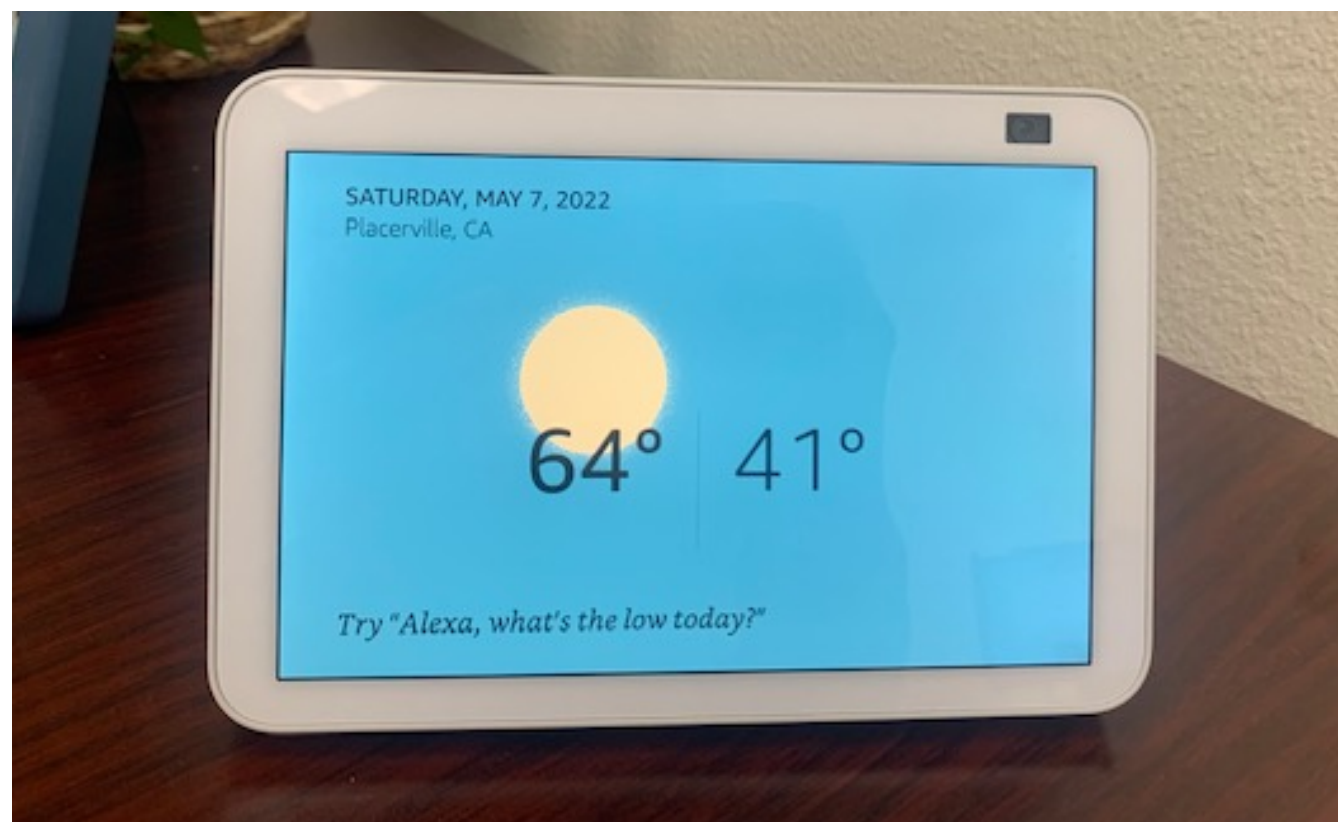 SATURDAY, MAY 7, 2022
Placerville, CA
64° 41°
Try “Alexa, what's the low today?”